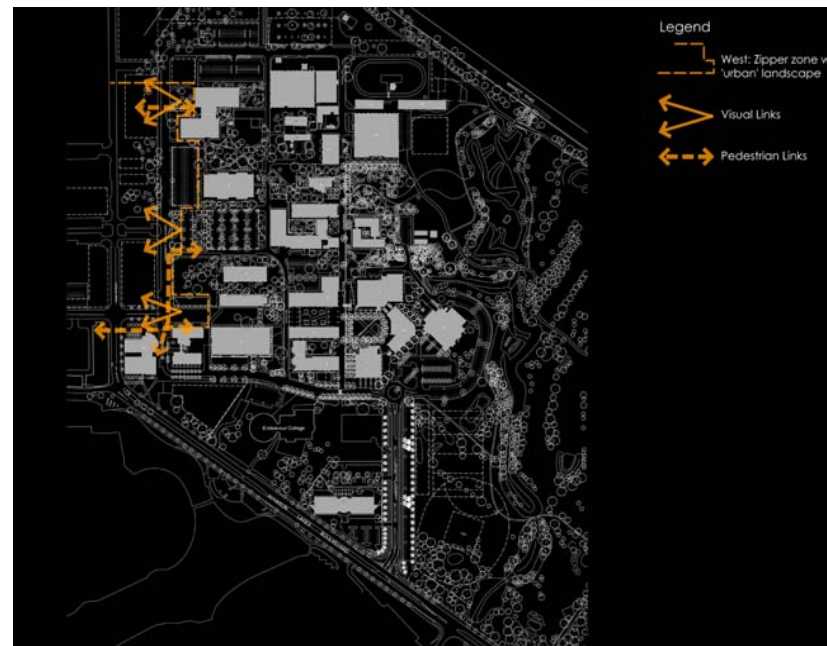 Legend
West: Zipper zone w
'urban' landscape
Visual Links
Pedestrian Links
Endeavour College